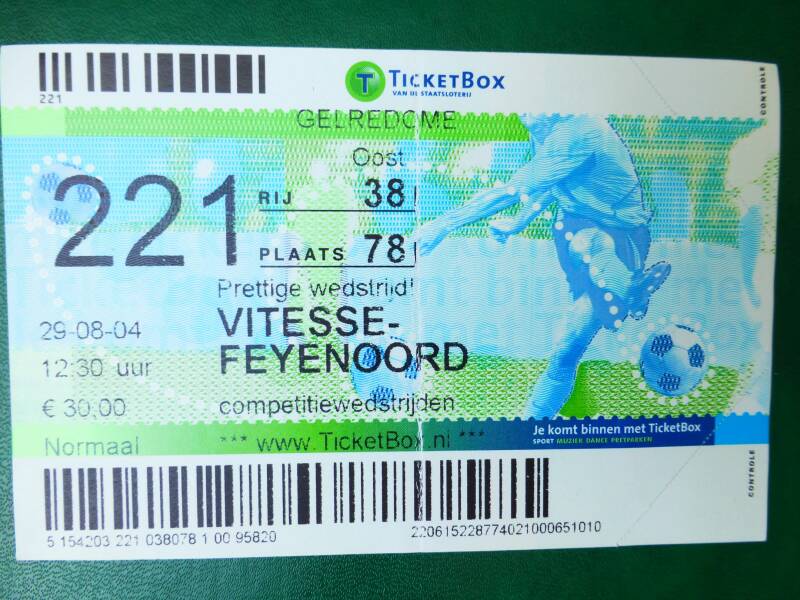 221
TICKETBOX
VAN DE STAATSLOTERIJ
CONTROLE
GELREDOME
Oost
221
RIJ 38
PLAATS 78
Prettige wedstrijd!
29-08-04
VITESSE-
12:30 uur
FEYENOORD
€ 30,00
competitiewedstrijden
Normaal
*** www.TicketBox.nl ***
Je komt binnen met TicketBox
SPORT MUZIEK DANCE PRETPARKEN
CONTROLE
5 154203 221 038078 1 00 95820
220615228774021000651010